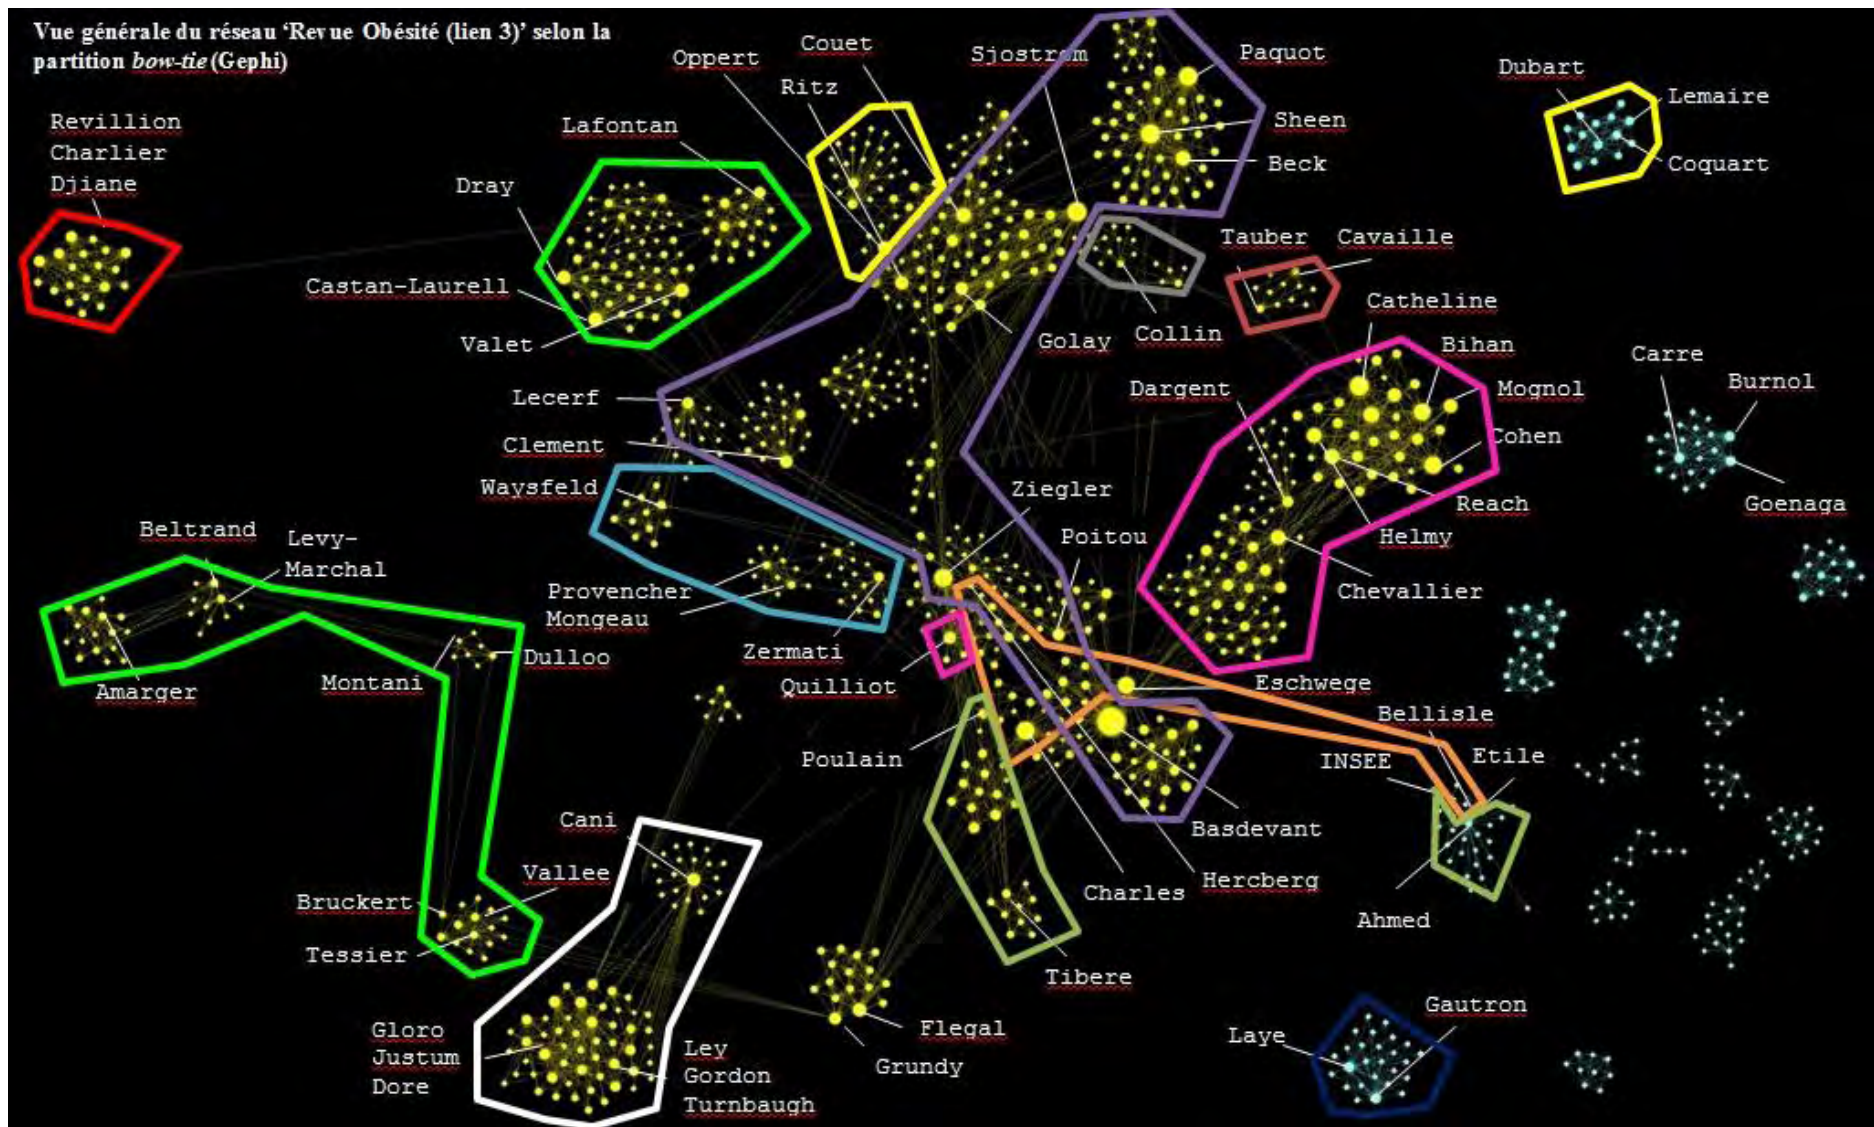 Vue générale du réseau ‘Revue Obésité (lien 3)’ selon la
partition bow-tie (Gephi)
Oppert
Couet
Ritz
Sjostrom
Paquot
Sheen
Beck
Dubart
Lemaire
Coquart
Revillion
Charlier
Djiane
Lafontan
Dray
Castan-Laurell
Valet
Tauber
Cavaille
Catheline
Collin
Golay
Bihan
Dargent
Mognol
Cohen
Carre
Burnol
Lecerf
Clement
Waysfeld
Ziegler
Reach
Goenaga
Poitou
Helmy
Beltrand
Levy-
Marchal
Provencher
Mongeau
Chevallier
Dulloo
Zermati
Amarger
Montani
Quilliot
Eschwege
Bellisle
INSEE
Etile
Poulain
Cani
Basdevant
Vallee
Bruckert
Charles
Hercberg
Ahmed
Tessier
Tibere
Gautron
Flegal
Laye
Gloro
Justum
Dore
Ley
Gordon
Turnbaugh
Grundy